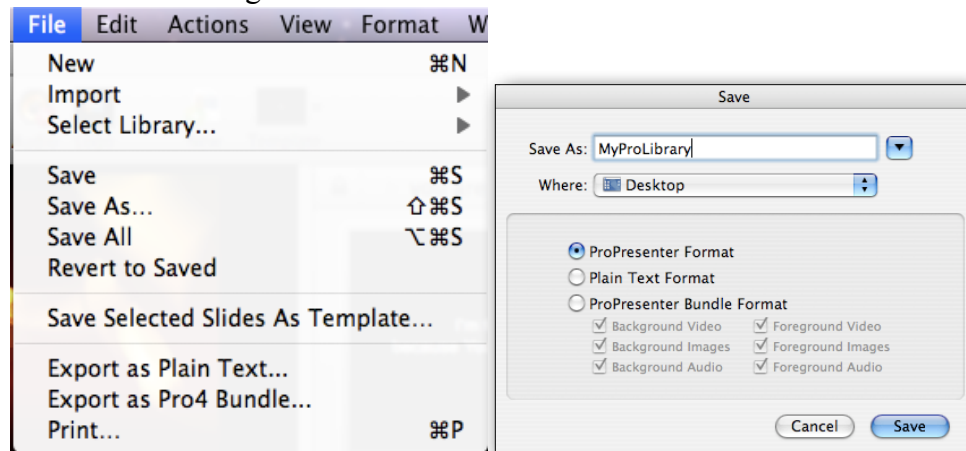 File Edit Actions View Format W
New ⌘N
Import ▶
Select Library... ▶
Save ⌘S
Save As... ⇧⌘S
Save All ⌥⌘S
Revert to Saved
Save Selected Slides As Template...
Export as Plain Text...
Export as Pro4 Bundle...
Print... ⌘P
Save
Save As: MyProLibrary
Where: Desktop
ProPresenter Format
Plain Text Format
ProPresenter Bundle Format
Background Video Foreground Video
Background Images Foreground Images
Background Audio Foreground Audio
Cancel Save